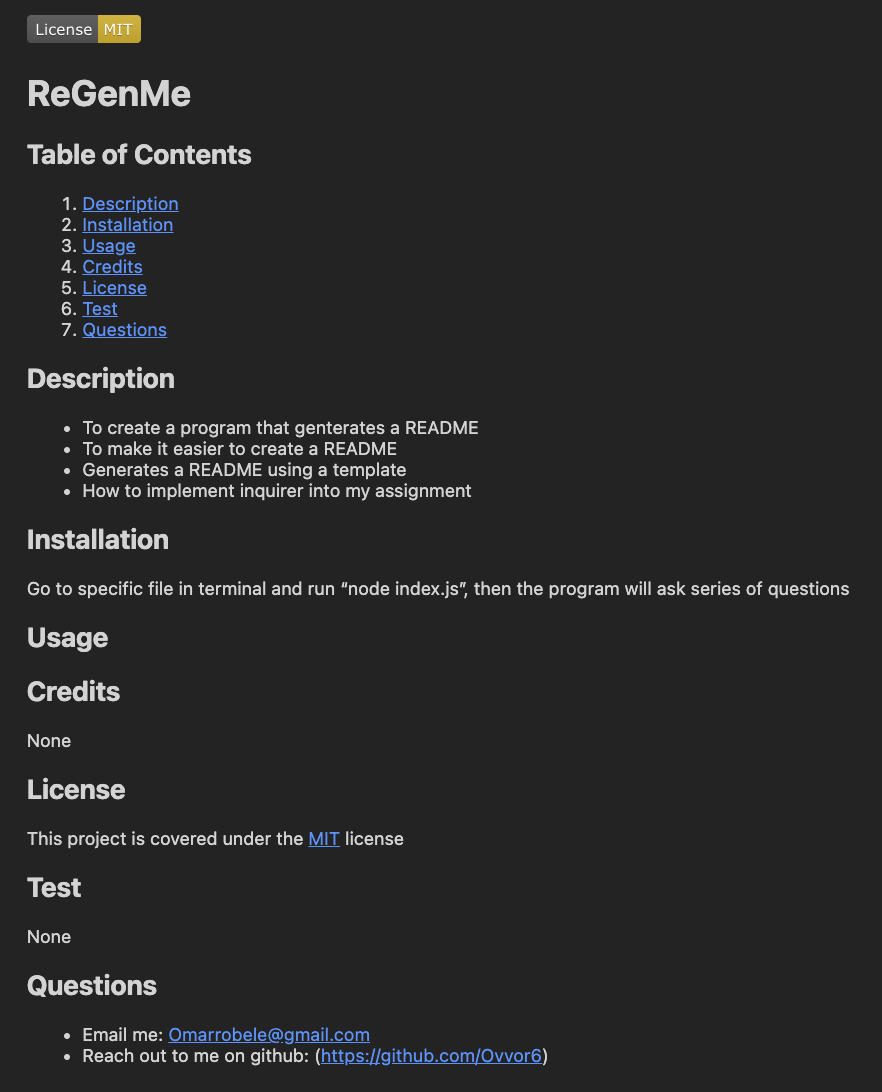 License MIT
ReGenMe
Table of Contents
1. Description
2. Installation
3. Usage
4. Credits
5. License
6. Test
7. Questions
Description
• To create a program that genterates a README
• To make it easier to create a README
• Generates a README using a template
• How to implement inquirer into my assignment
Installation
Go to specific file in terminal and run “node index.js”, then the program will ask series of questions
Usage
Credits
None
License
This project is covered under the MIT license
Test
None
Questions
• Email me: Omarrobele@gmail.com
• Reach out to me on github: (https://github.com/Ovvor6)